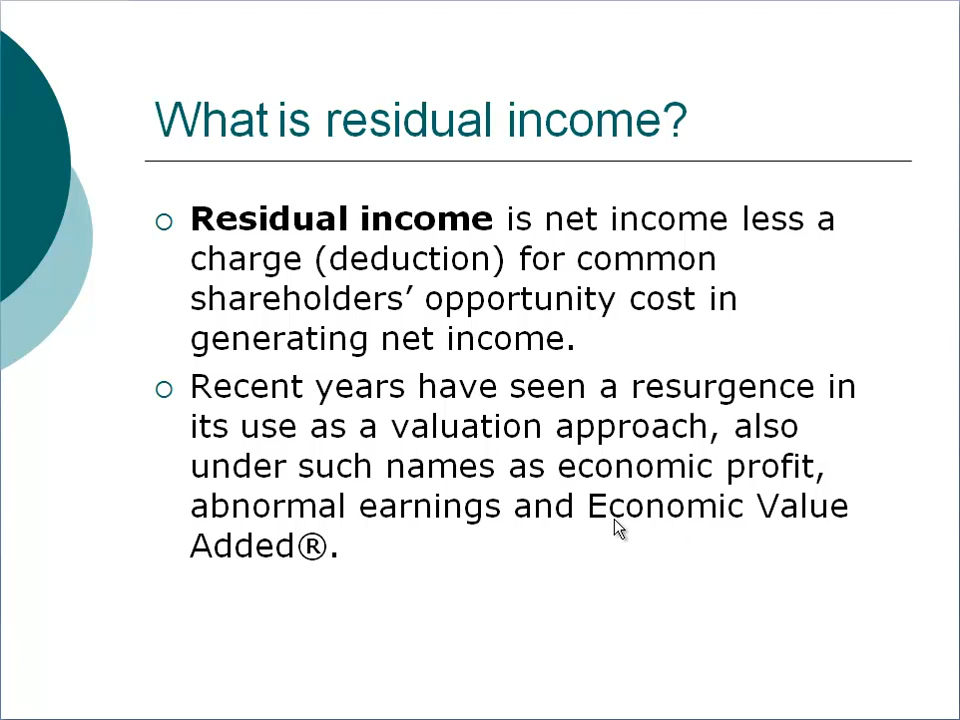 What is residual income?
Residual income is net income less a
charge (deduction) for common
shareholders’ opportunity cost in
generating net income.
Recent years have seen a resurgence in
its use as a valuation approach, also
under such names as economic profit,
abnormal earnings and Economic Value
Added®.